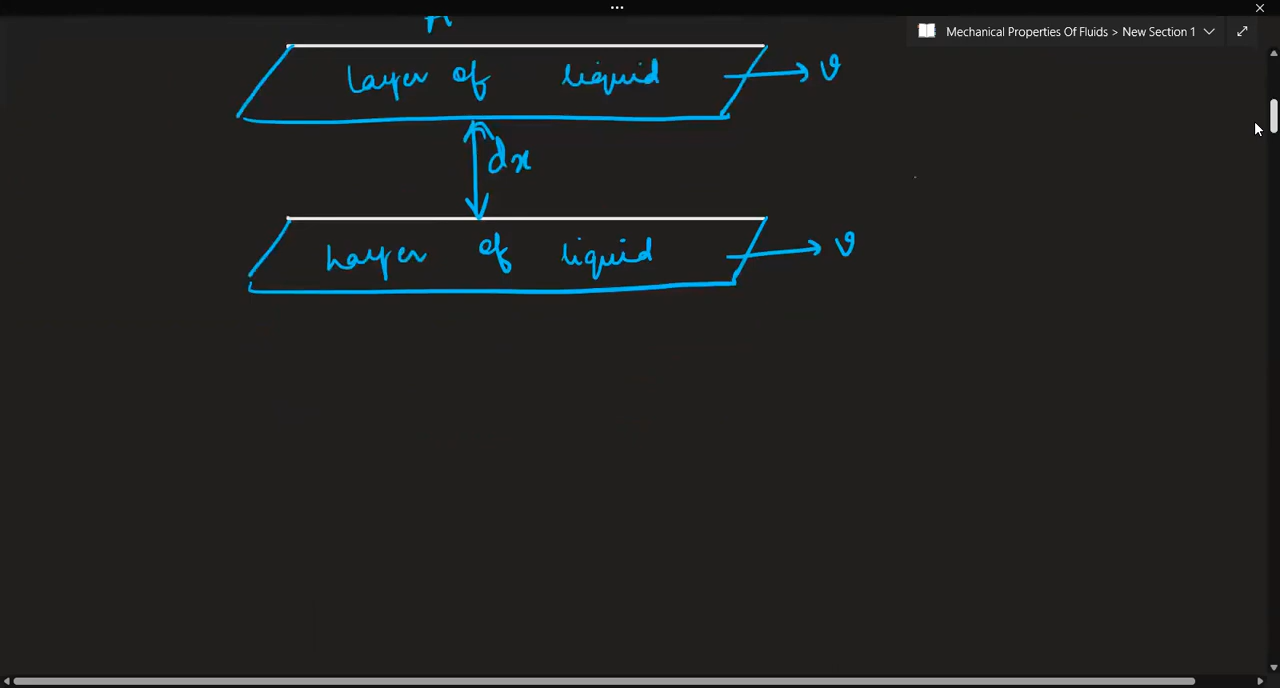 Mechanical Properties Of Fluids > New Section 1
A
Layer of liquid v
dx
Layer of liquid v